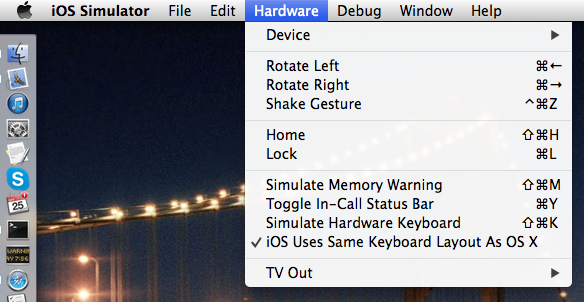 iOS Simulator File Edit Hardware Debug Window Help
Device ▶
Rotate Left ⌘←
Rotate Right ⌘→
Shake Gesture ^⌘Z
Home ⇧⌘H
Lock ⌘L
Simulate Memory Warning ⇧⌘M
Toggle In-Call Status Bar ⌘Y
Simulate Hardware Keyboard ⇧⌘K
✓ iOS Uses Same Keyboard Layout As OS X
TV Out ▶
S
25